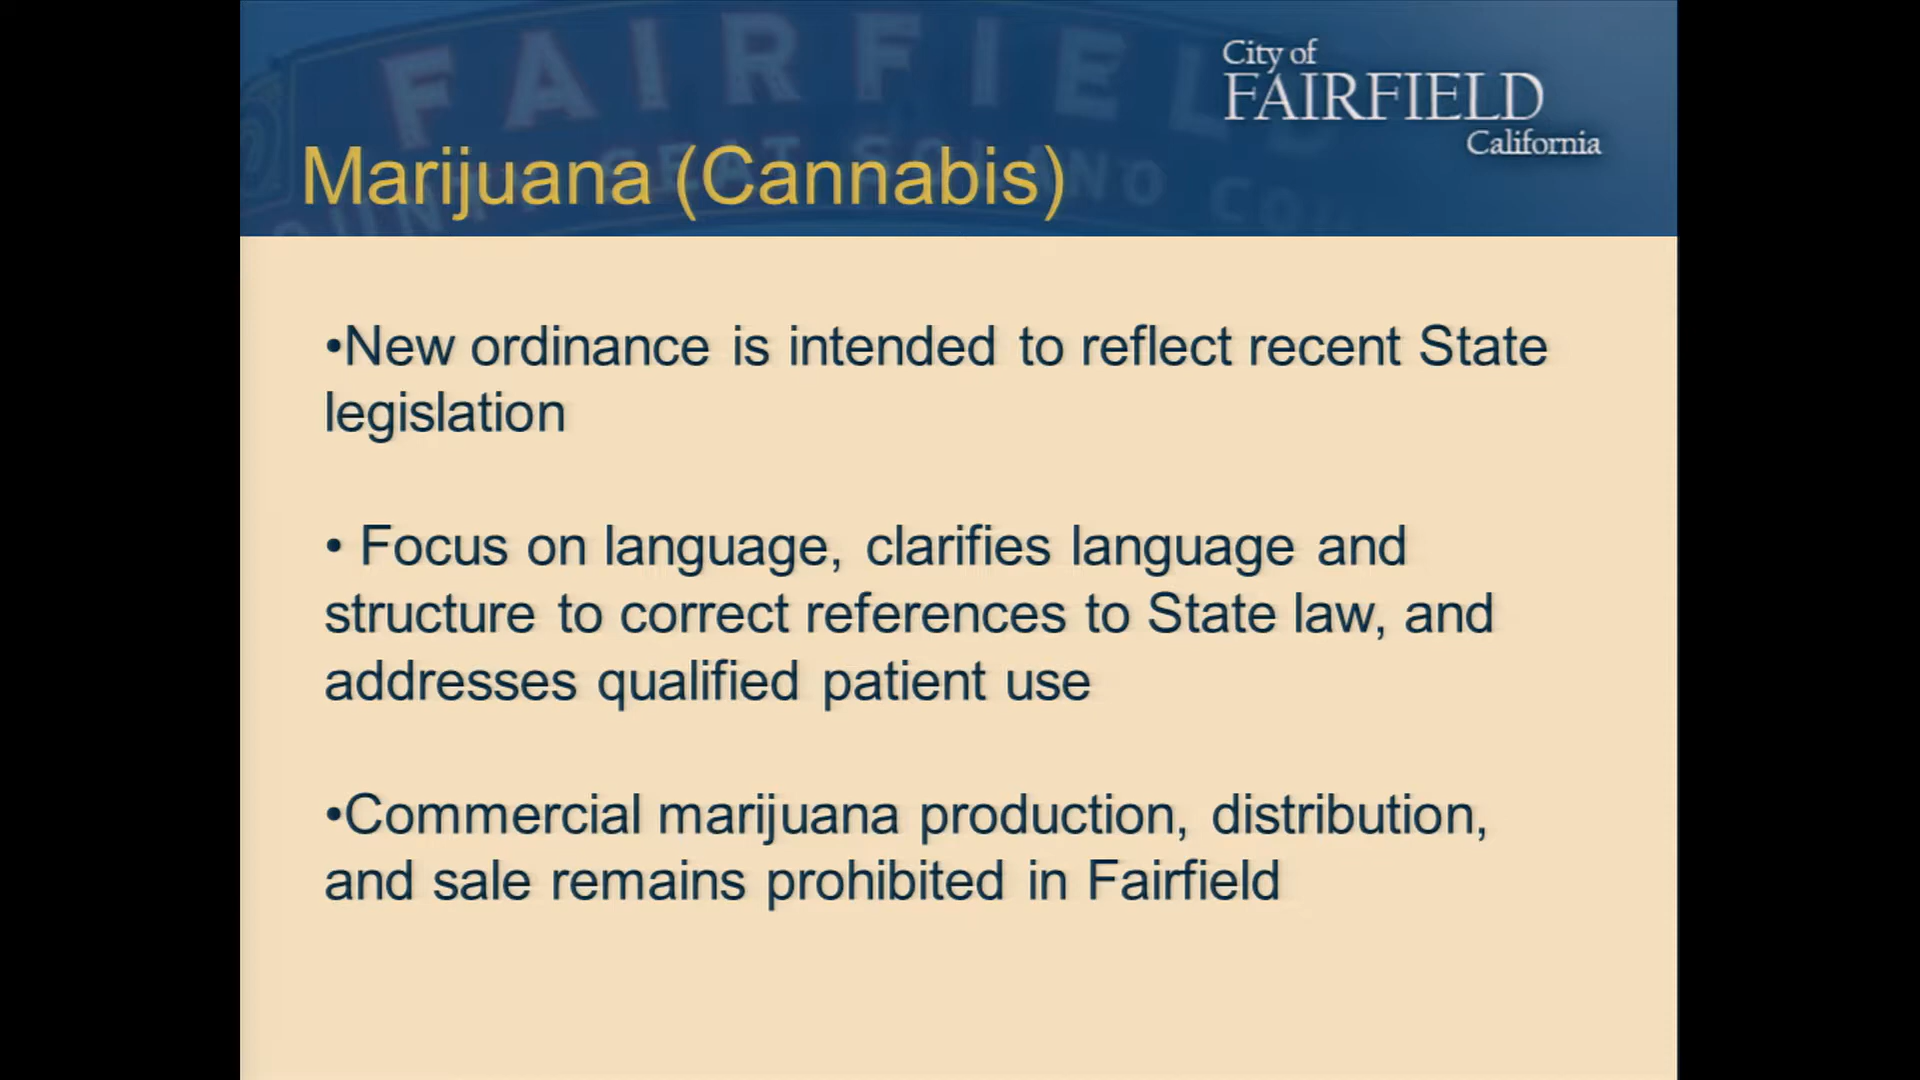 FAIRFIELD
City of
FAIRFIELD
California
Marijuana (Cannabis)
•New ordinance is intended to reflect recent State
legislation
• Focus on language, clarifies language and
structure to correct references to State law, and
addresses qualified patient use
•Commercial marijuana production, distribution,
and sale remains prohibited in Fairfield